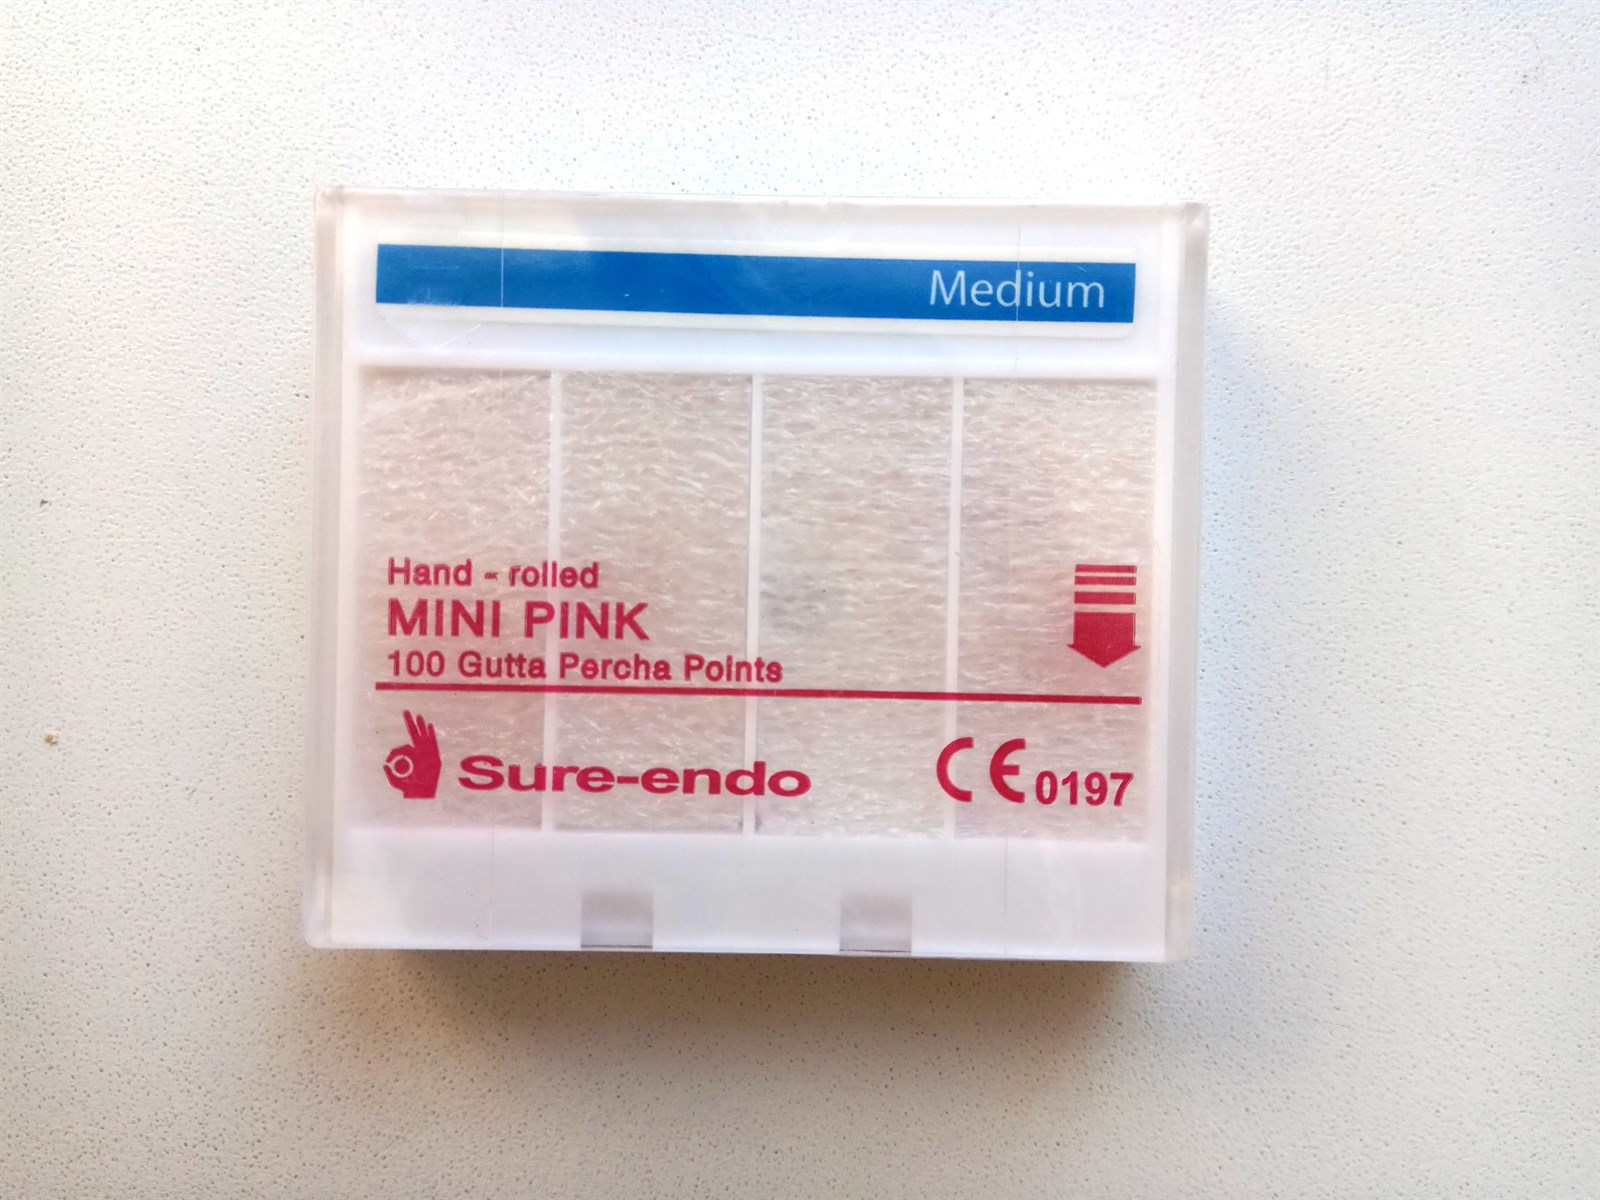 Medium
Hand - rolled
MINI PINK
100 Gutta Percha Points
Sure-endo
CE 0197